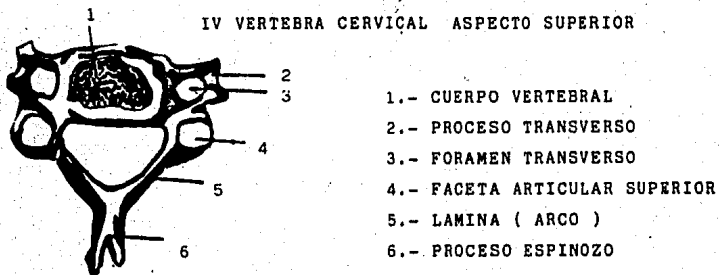 IV VERTEBRA CERVICAL ASPECTO SUPERIOR
1
2
3
4
5
6
1.- CUERPO VERTEBRAL
2.- PROCESO TRANSVERSO
3.- FORAMEN TRANSVERSO
4.- FACETA ARTICULAR SUPERIOR
5.- LAMINA ( ARCO )
6.- PROCESO ESPINOZO